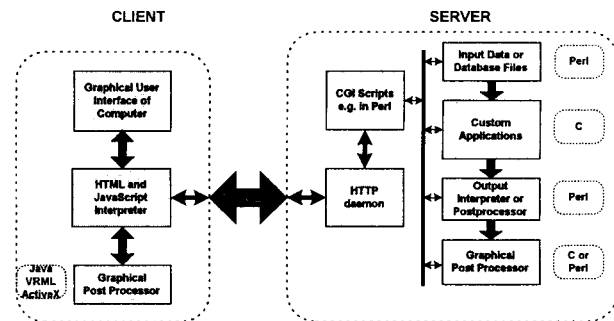 CLIENT
SERVER
Graphical User
Interface of
Computer
HTML and
JavaScript
Interpreter
Java
VRML
ActiveX
Graphical
Post Processor
CGI Scripts
e.g. in Perl
HTTP
daemon
Input Data or
Database Files
Perl
Custom
Applications
C
Output
Interpreter or
Postprocessor
Perl
Graphical
Post Processor
C or
Perl